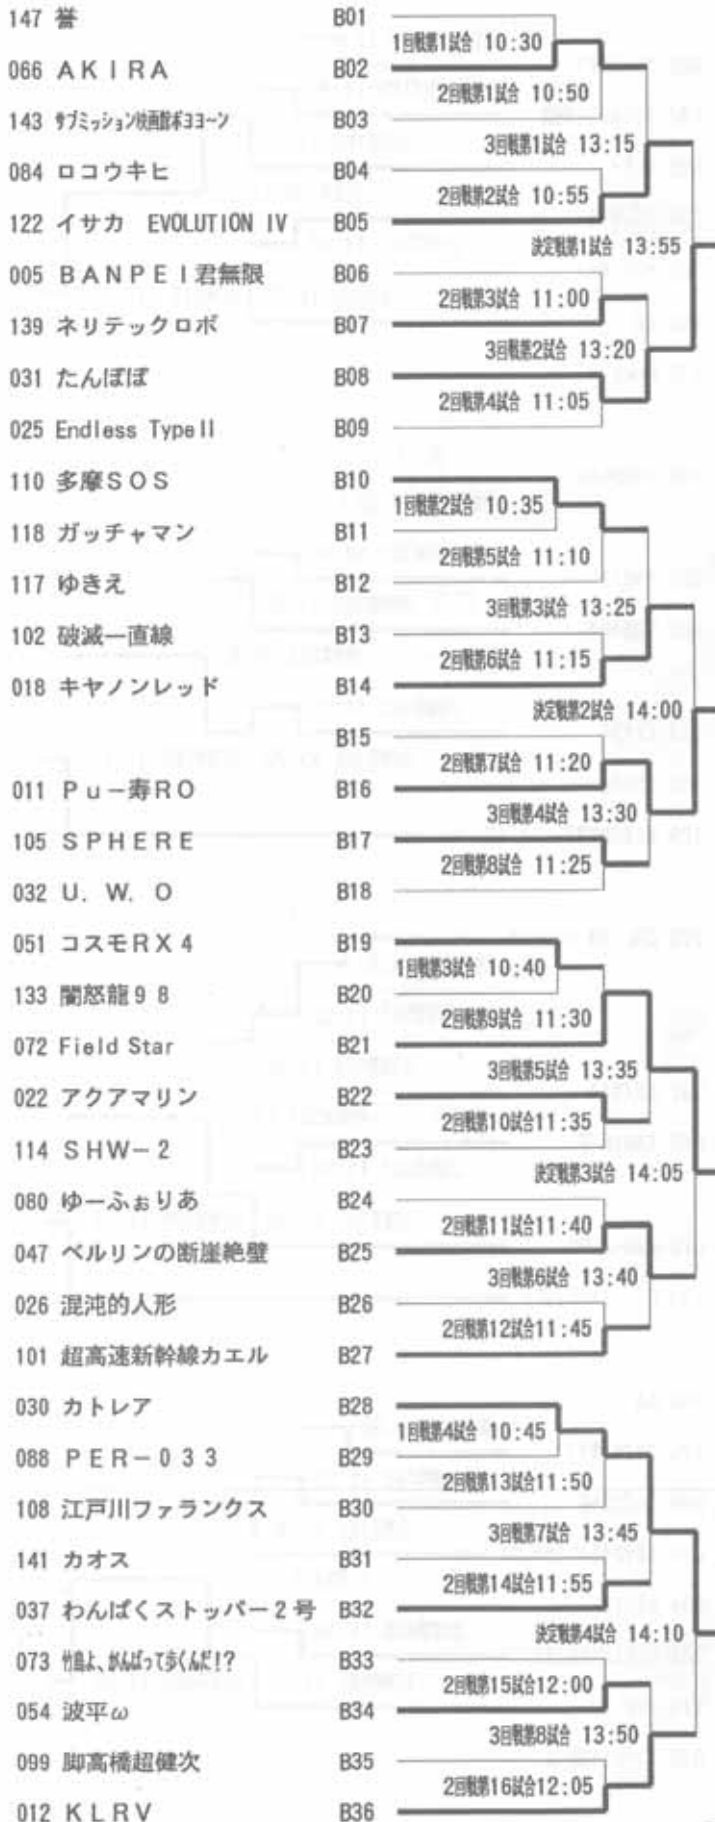 147 誉 B01
1回戦第1試合 10:30
066 AKIRA B02
2回戦第1試合 10:50
143 サブミッション映画館ギヨヨ〜ン B03
3回戦第1試合 13:15
084 ロコウキヒ B04
2回戦第2試合 10:55
122 イサカ EVOLUTION IV B05
決定戦第1試合 13:55
005 BANPEI君無限 B06
2回戦第3試合 11:00
139 ネリテックロボ B07
3回戦第2試合 13:20
031 たんぽぽ B08
2回戦第4試合 11:05
025 Endless TypeII B09
110 多摩SOS B10
1回戦第2試合 10:35
118 ガッチャマン B11
2回戦第5試合 11:10
117 ゆきえ B12
3回戦第3試合 13:25
102 破滅一直線 B13
2回戦第6試合 11:15
018 キヤノンレッド B14
決定戦第2試合 14:00
B15
2回戦第7試合 11:20
011 Pu-寿RO B16
3回戦第4試合 13:30
105 SPHERE B17
2回戦第8試合 11:25
032 U. W. O B18
051 コスモRX4 B19
1回戦第3試合 10:40
133 闇怒龍98 B20
2回戦第9試合 11:30
072 Field Star B21
3回戦第5試合 13:35
022 アクアマリン B22
2回戦第10試合11:35
114 SHW-2 B23
決定戦第3試合 14:05
080 ゆーふぉりあ B24
2回戦第11試合11:40
047 ベルリンの断崖絶壁 B25
3回戦第6試合 13:40
026 混沌的人形 B26
2回戦第12試合11:45
101 超高速新幹線カエル B27
030 カトレア B28
1回戦第4試合 10:45
088 PER-033 B29
2回戦第13試合11:50
108 江戸川ファランクス B30
3回戦第7試合 13:45
141 カオス B31
2回戦第14試合11:55
037 わんぱくストッパー2号 B32
決定戦第4試合 14:10
073 竹島よ、がんばって歩くんだ!? B33
2回戦第15試合12:00
054 波平ω B34
3回戦第8試合 13:50
099 脚高橋超健次 B35
2回戦第16試合12:05
012 KLRV B36